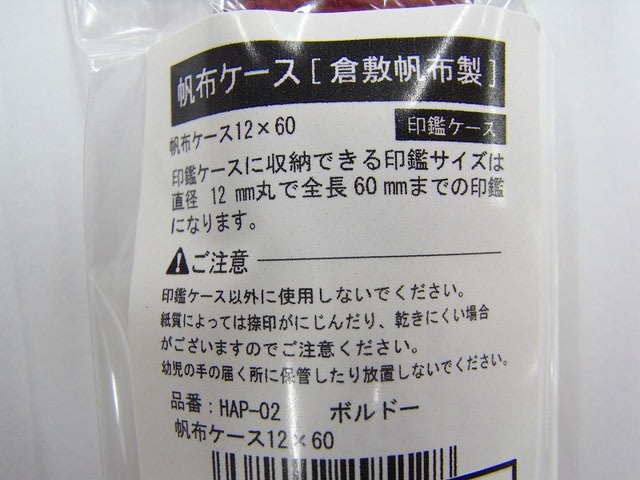 帆布ケース[倉敷帆布製]
帆布ケース12×60 印鑑ケース
印鑑ケースに収納できる印鑑サイズは
直径 12 mm丸で全長60mmまでの印鑑
になります。
ご注意
印鑑ケース以外に使用しないでください。
紙質によっては捺印がにじんだり、乾きにくい場合
がございますのでご注意ください。
幼児の手の届く所に保管したり放置しないでください。
品番:HAP-02 ボルドー
帆布ケース12×60